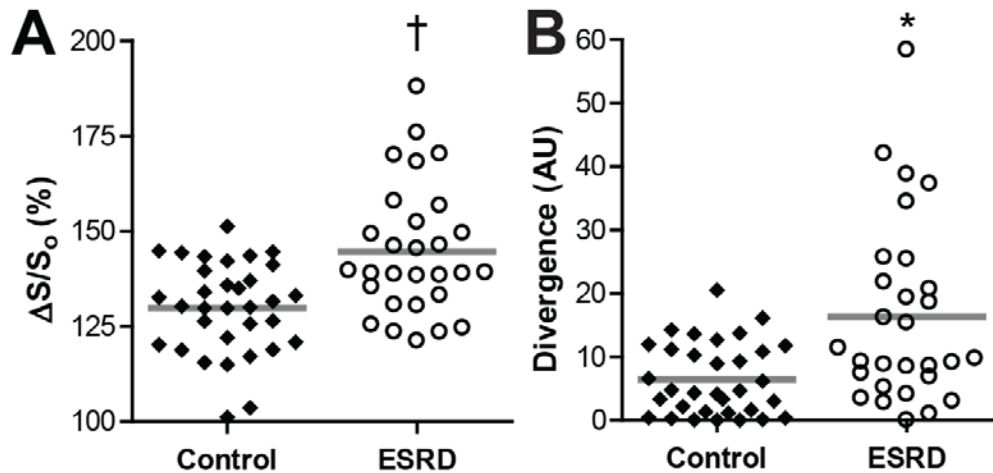 A
†
ΔS/So (%)
200
175
150
125
100
Control
ESRD
B
*
Divergence (AU)
60
50
40
30
20
10
0
Control
ESRD